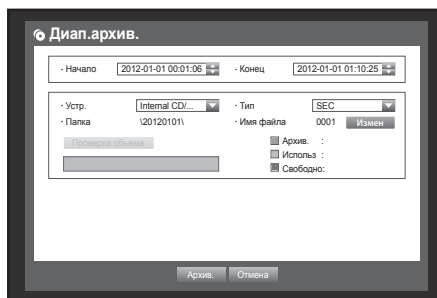 Диап.архив.
· Начало 2012-01-01 00:01:06 · Конец 2012-01-01 01:10:25
· Устр. Internal CD/... · Тип SEC
· Папка \20120101\ · Имя файла 0001 Измен
Проверка объема Архив. :
Использ :
Свободно:
Архив. Отмена